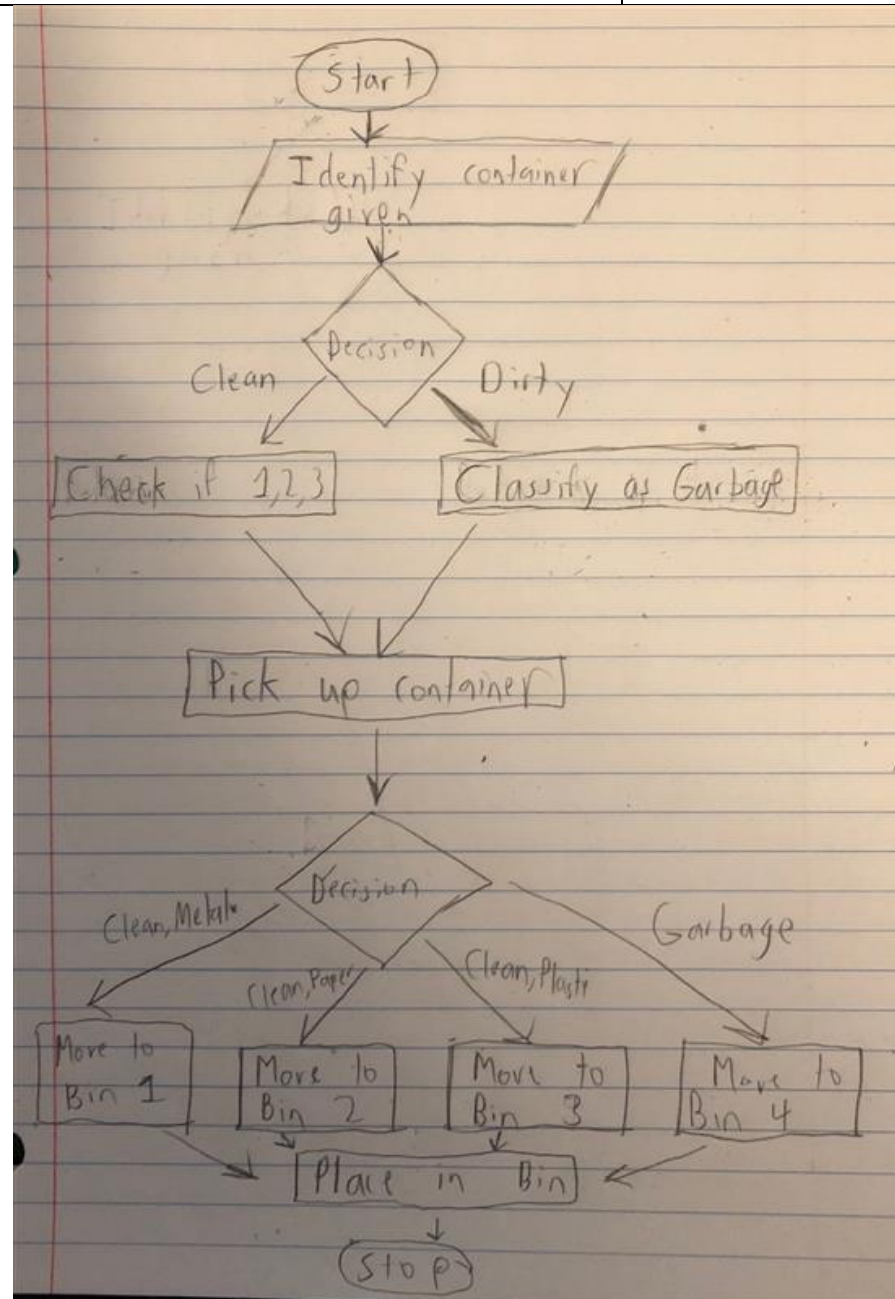 Start
Identify container
given
Decision
Clean
Dirty
Check if 1,2,3
Classify as Garbage
Pick up container
Decision
Clean, Metal
Clean, Paper
Clean, Plasti
Garbage
Move to
Bin 1
Move to
Bin 2
Move to
Bin 3
Move to
Bin 4
Place in Bin
Stop